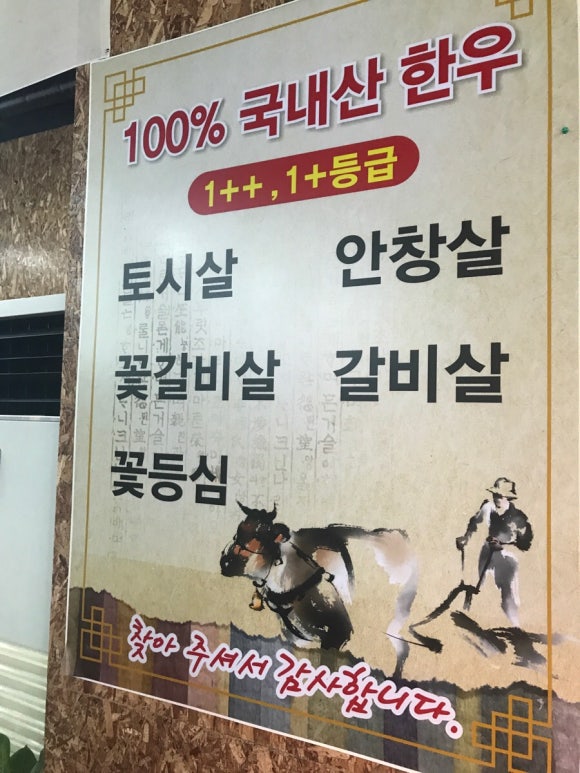 100% 국내산 한우
1++, 1+등급
토시살 안창살
꽃갈비살 갈비살
꽃등심
찾아 주셔서 감사합니다.